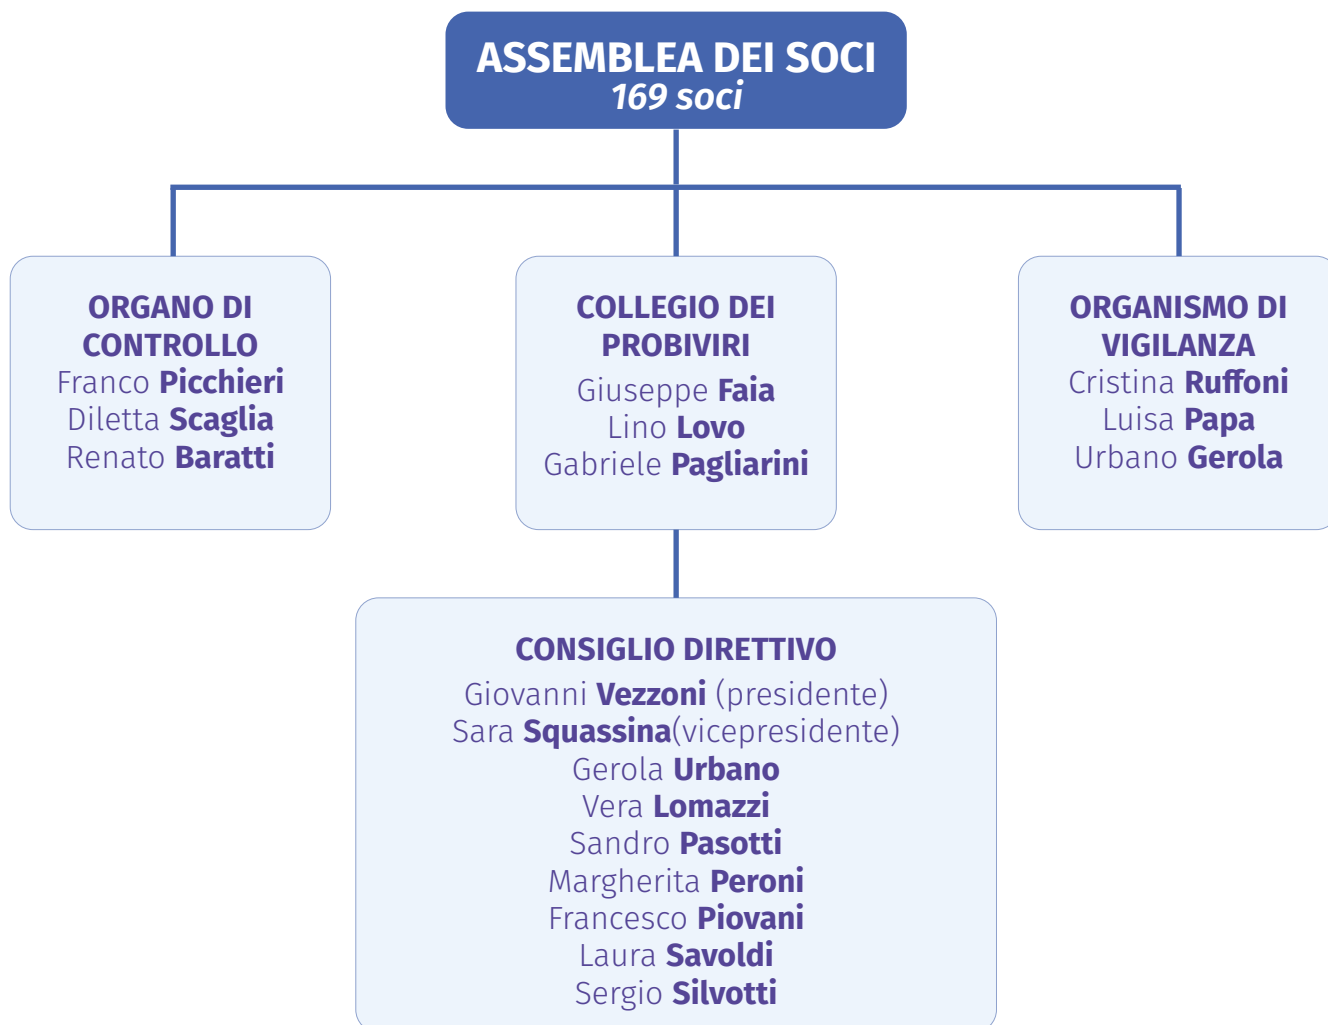 ASSEMBLEA DEI SOCI
169 soci
ORGANO DI
CONTROLLO
Franco Picchieri
Diletta Scaglia
Renato Baratti
COLLEGIO DEI
PROBIVIRI
Giuseppe Faia
Lino Lovo
Gabriele Pagliarini
ORGANISMO DI
VIGILANZA
Cristina Ruffoni
Luisa Papa
Urbano Gerola
CONSIGLIO DIRETTIVO
Giovanni Vezzoni (presidente)
Sara Squassina(vicepresidente)
Gerola Urbano
Vera Lomazzi
Sandro Pasotti
Margherita Peroni
Francesco Piovani
Laura Savoldi
Sergio Silvotti